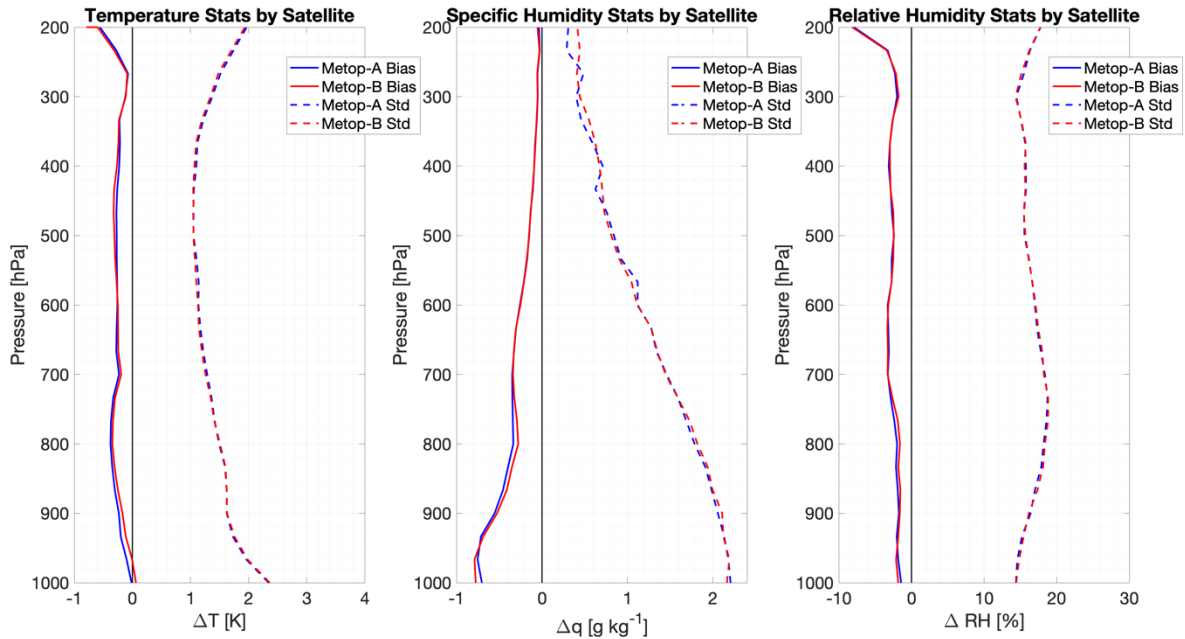 Temperature Stats by Satellite
Pressure [hPa]
200
300
400
500
600
700
800
900
1000
Metop-A Bias
Metop-B Bias
Metop-A Std
Metop-B Std
-1
0
1
2
3
4
ΔT [K]
Specific Humidity Stats by Satellite
Pressure [hPa]
200
300
400
500
600
700
800
900
1000
Metop-A Bias
Metop-B Bias
Metop-A Std
Metop-B Std
-1
0
1
2
Δq [g kg⁻¹]
Relative Humidity Stats by Satellite
Pressure [hPa]
200
300
400
500
600
700
800
900
1000
Metop-A Bias
Metop-B Bias
Metop-A Std
Metop-B Std
-10
0
10
20
30
Δ RH [%]